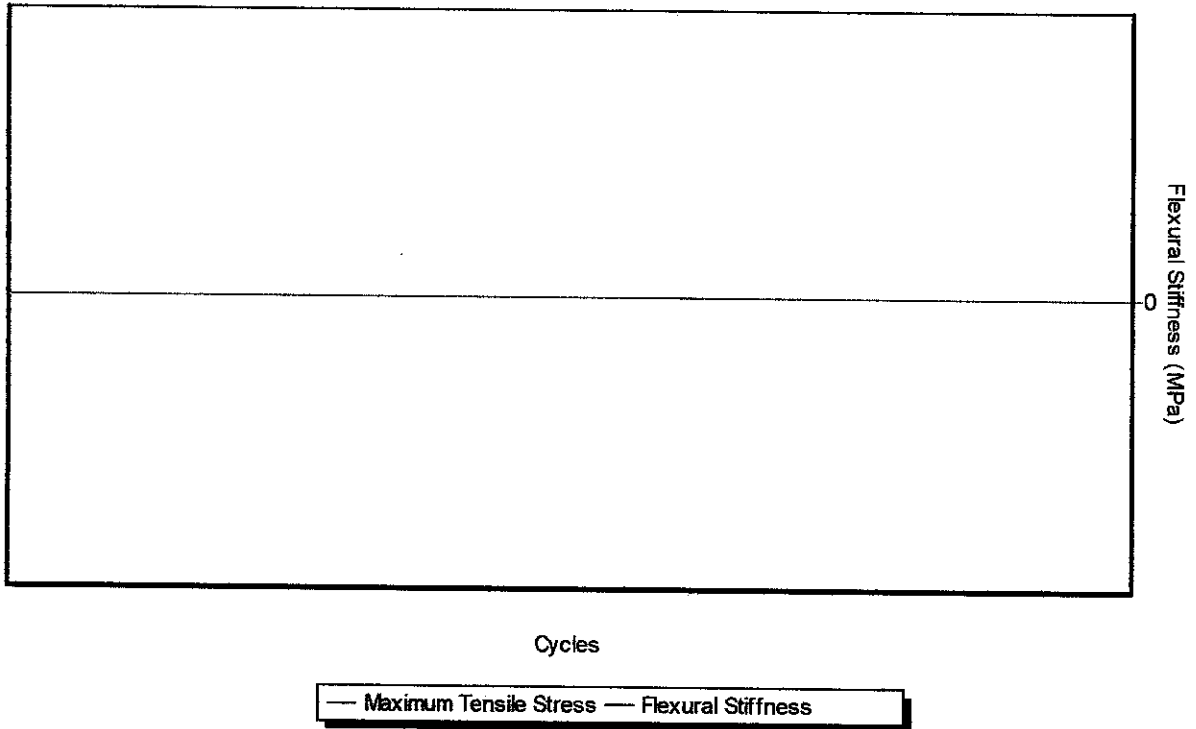 0
Flexural Stiffness (MPa)
Cycles
— Maximum Tensile Stress — Flexural Stiffness